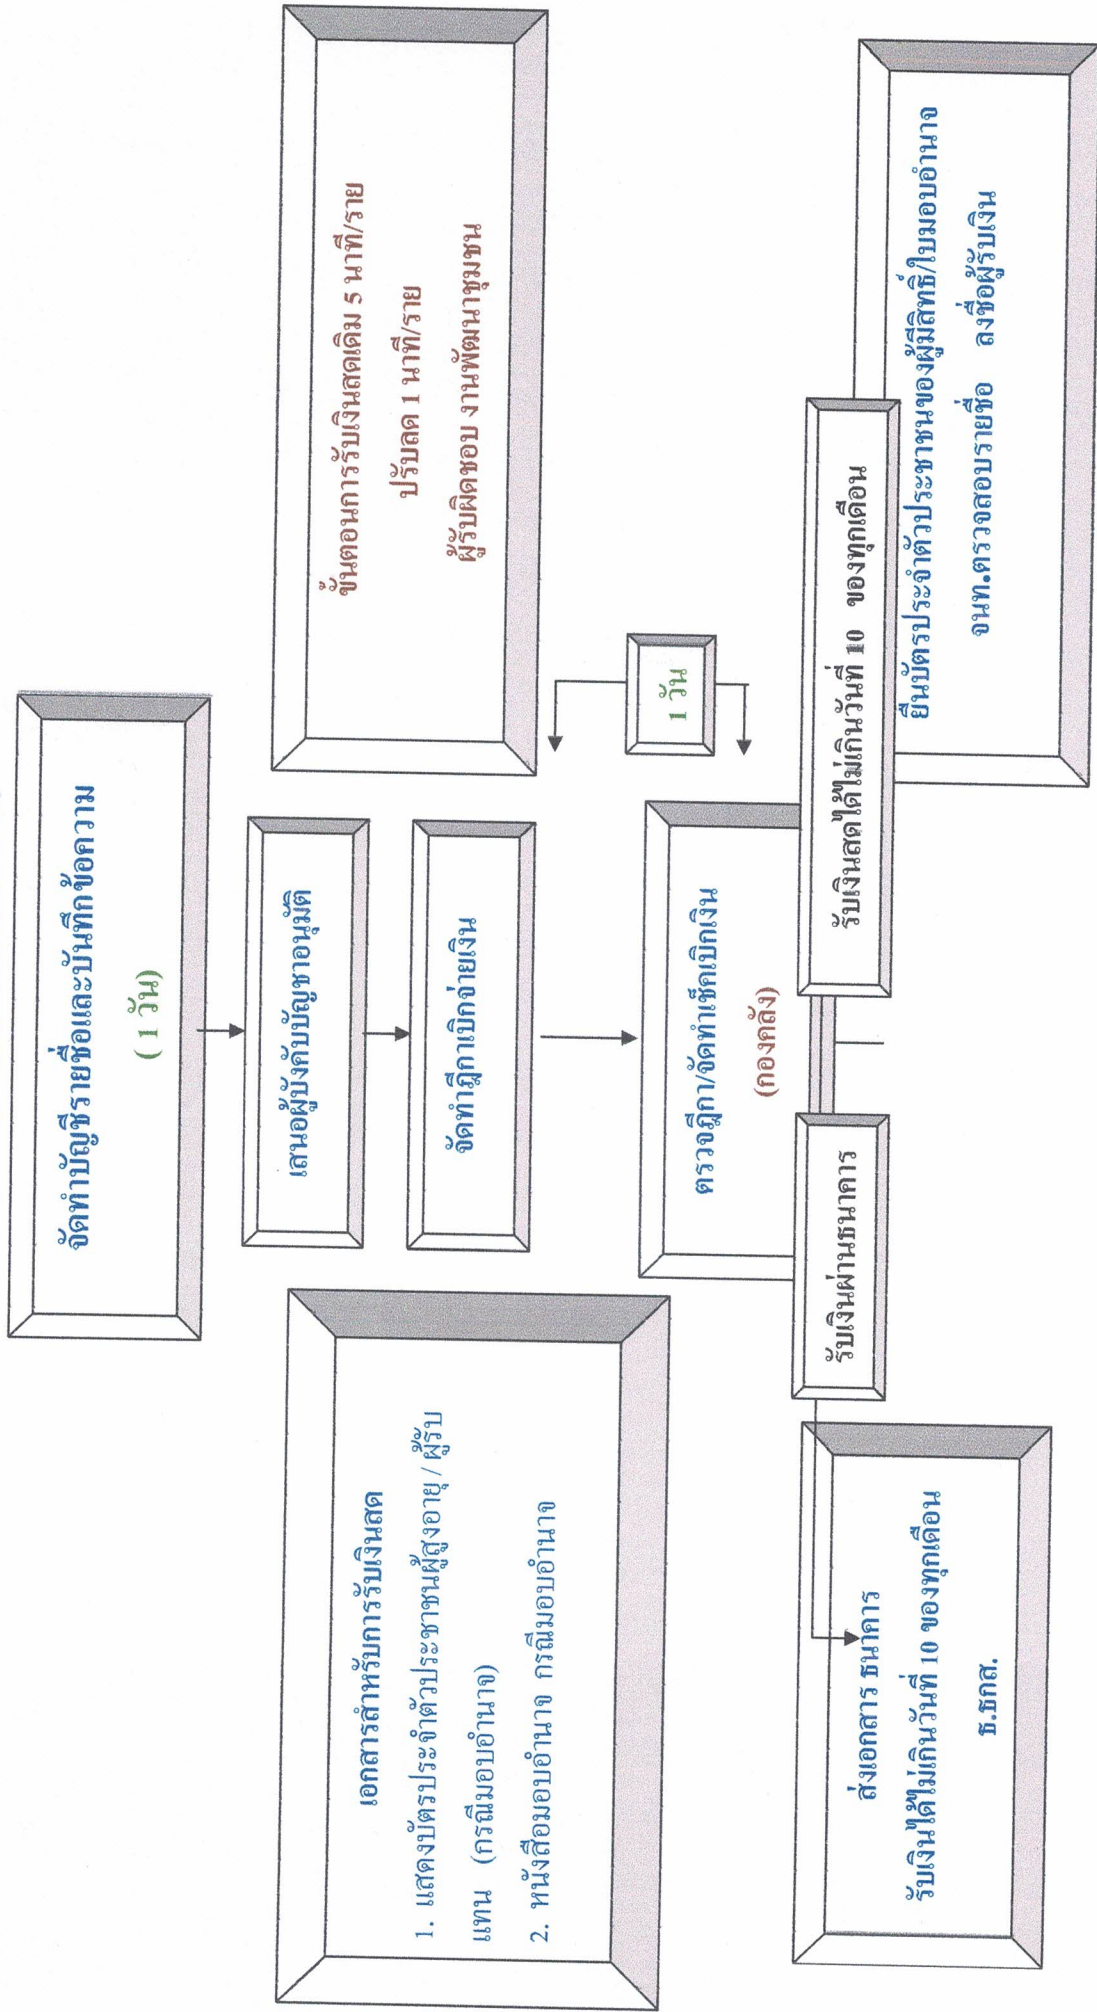 จัดทำบัญชีรายชื่อและบันทึกข้อความ
( 1 วัน)
เสนอผู้บังคับบัญชาอนุมัติ
จัดทำฎีกาเบิกจ่ายเงิน
ขั้นตอนการรับเงินสดเดิม 5 นาที/ราย
ปรับลด 1 นาที/ราย
ผู้รับผิดชอบ งานพัฒนาชุมชน
เอกสารสำหรับการรับเงินสด
1. แสดงบัตรประจำตัวประชาชนผู้สูงอายุ / ผู้รับ
แทน (กรณีมอบอำนาจ)
2. หนังสือมอบอำนาจ กรณีมอบอำนาจ
1 วัน
ตรวจฎีกา/จัดทำเช็คเบิกเงิน
(กองคลัง)
รับเงินผ่านธนาคาร
รับเงินสดได้ไม่เกินวันที่ 10 ของทุกเดือน
ส่งเอกสาร ธนาคาร
รับเงินได้ไม่เกินวันที่ 10 ของทุกเดือน
ธ.ธกส.
ยื่นบัตรประจำตัวประชาชนของผู้มีสิทธิ์/ใบมอบอำนาจ
จนท.ตรวจสอบรายชื่อ ลงชื่อผู้รับเงิน